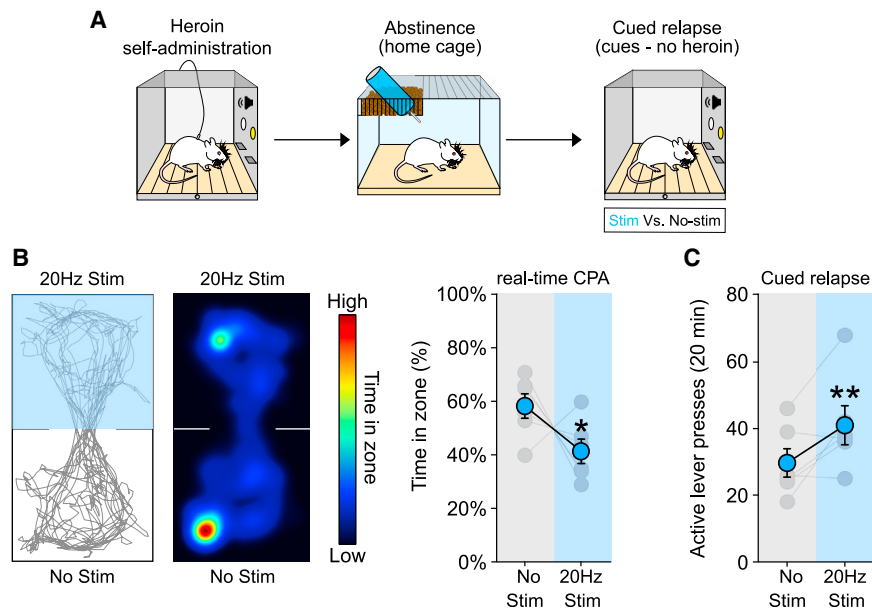 A
Heroin
self-administration
Abstinence
(home cage)
Cued relapse
(cues - no heroin)
Stim Vs. No-stim
B
20Hz Stim
No Stim
20Hz Stim
No Stim
High
Time in zone
Low
real-time CPA
100%
80%
60%
40%
20%
0%
Time in zone (%)
*
No
Stim
20Hz
Stim
C
Cued relapse
80
60
40
20
0
Active lever presses (20 min)
**
No
Stim
20Hz
Stim